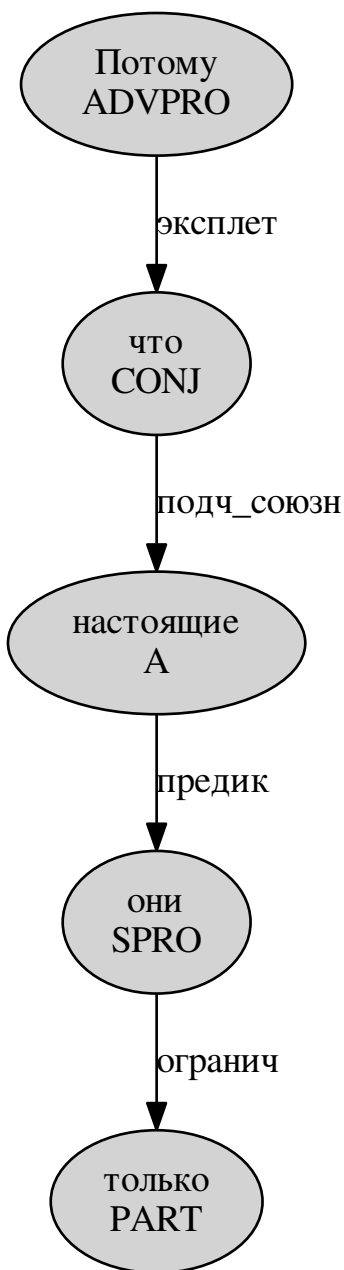 Потому
ADVPRO
эксплет
что
CONJ
подч_союзн
настоящие
A
предик
они
SPRO
огранич
только
PART